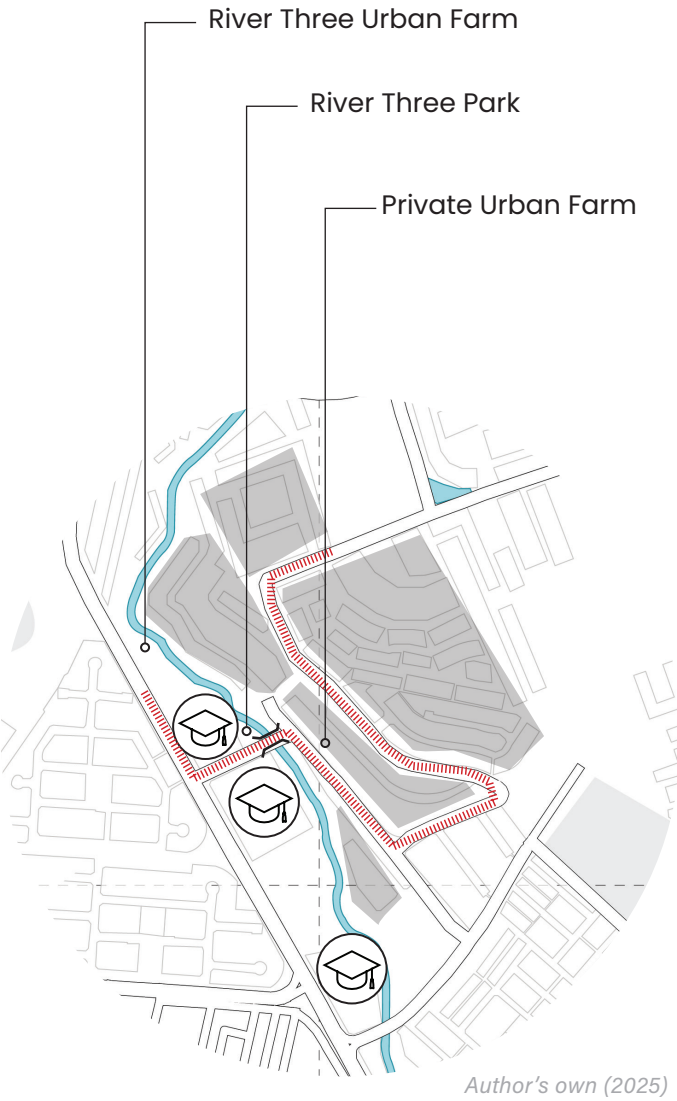 River Three Urban Farm
River Three Park
Private Urban Farm
Author's own (2025)